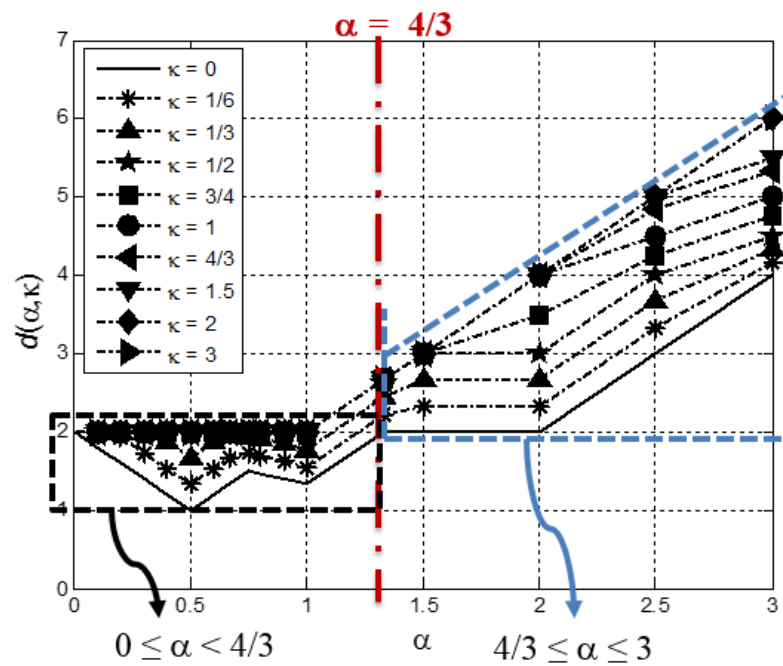 α = 4/3
7
6
5
4
3
2
1
0
d(α,κ)
κ = 0
κ = 1/6
κ = 1/3
κ = 1/2
κ = 3/4
κ = 1
κ = 4/3
κ = 1.5
κ = 2
κ = 3
0 0.5 1 1.5 2 2.5 3
0 ≤ α < 4/3 α 4/3 ≤ α ≤ 3